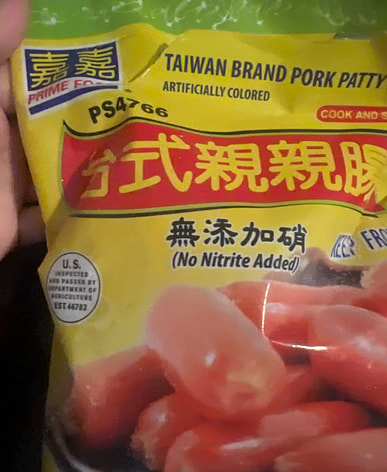 嘉嘉
PRIME FO
TAIWAN BRAND PORK PATTY
ARTIFICIALLY COLORED
PS4766
COOK AND S
台式親親腸
無添加硝
(No Nitrite Added)
KEEP FRO
U.S.
INSPECTED
AND PASSED BY
DEPARTMENT OF
AGRICULTURE
EST.46783